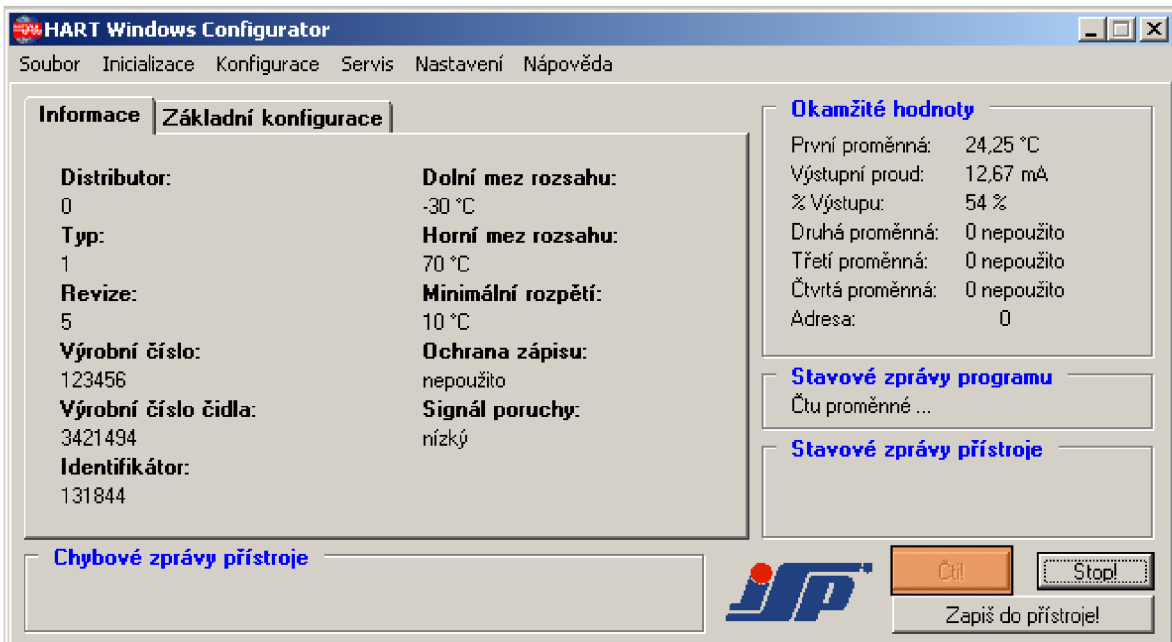 HART Windows Configurator
Soubor Inicializace Konfigurace Servis Nastavení Nápověda
Informace Základní konfigurace
Distributor:
0
Typ:
1
Revize:
5
Výrobní číslo:
123456
Výrobní číslo čidla:
3421494
Identifikátor:
131844
Dolní mez rozsahu:
-30 °C
Horní mez rozsahu:
70 °C
Minimální rozpětí:
10 °C
Ochrana zápisu:
nepoužito
Signál poruchy:
nízký
Okamžité hodnoty
První proměnná: 24,25 °C
Výstupní proud: 12,67 mA
% Výstupu: 54 %
Druhá proměnná: 0 nepoužito
Třetí proměnná: 0 nepoužito
Čtvrtá proměnná: 0 nepoužito
Adresa: 0
Stavové zprávy programu
Čtu proměnné ...
Stavové zprávy přístroje
Chybové zprávy přístroje
JSP
Čti! Stop!
Zapiš do přístroje!